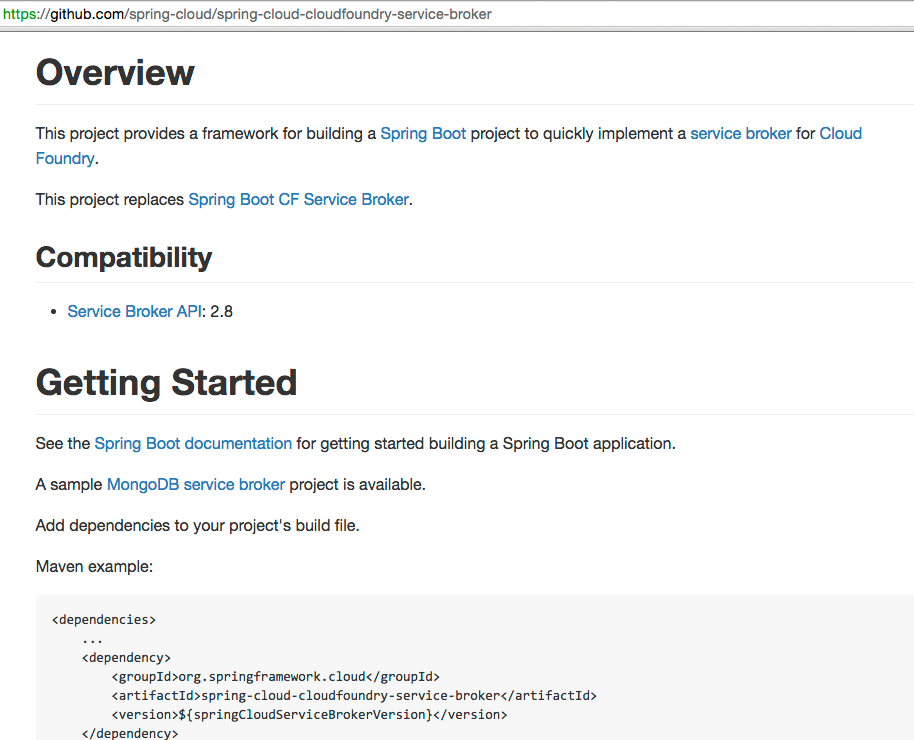 https://github.com/spring-cloud/spring-cloud-cloudfoundry-service-broker
Overview
This project provides a framework for building a Spring Boot project to quickly implement a service broker for Cloud
Foundry.
This project replaces Spring Boot CF Service Broker.
Compatibility
• Service Broker API: 2.8
Getting Started
See the Spring Boot documentation for getting started building a Spring Boot application.
A sample MongoDB service broker project is available.
Add dependencies to your project's build file.
Maven example:
<dependencies>
    ...
    <dependency>
        <groupId>org.springframework.cloud</groupId>
        <artifactId>spring-cloud-cloudfoundry-service-broker</artifactId>
        <version>${springCloudServiceBrokerVersion}</version>
    </dependency>